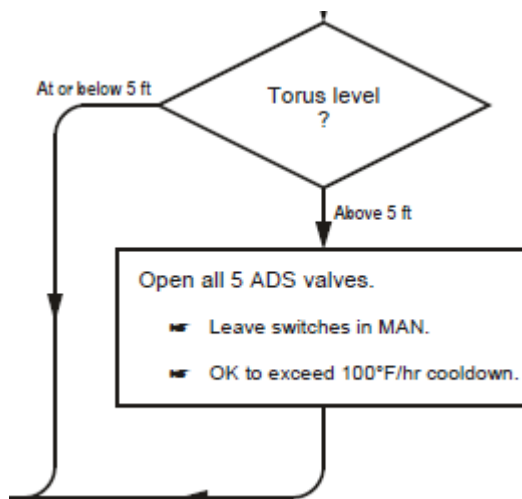 At or below 5 ft
Torus level
?
Above 5 ft
Open all 5 ADS valves.
☛ Leave switches in MAN.
☛ OK to exceed 100°F/hr cooldown.